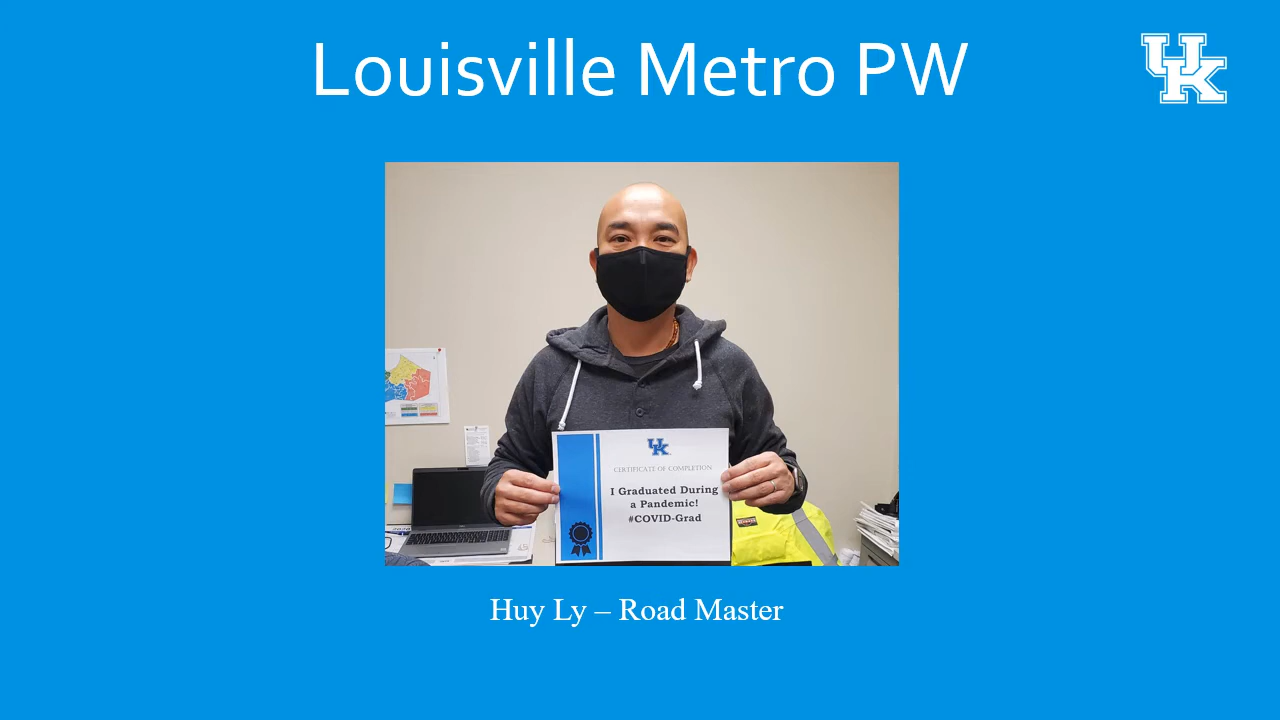 Louisville Metro PW
UK
UK
CERTIFICATE OF COMPLETION
I Graduated During
a Pandemic!
#COVID-Grad
Huy Ly – Road Master